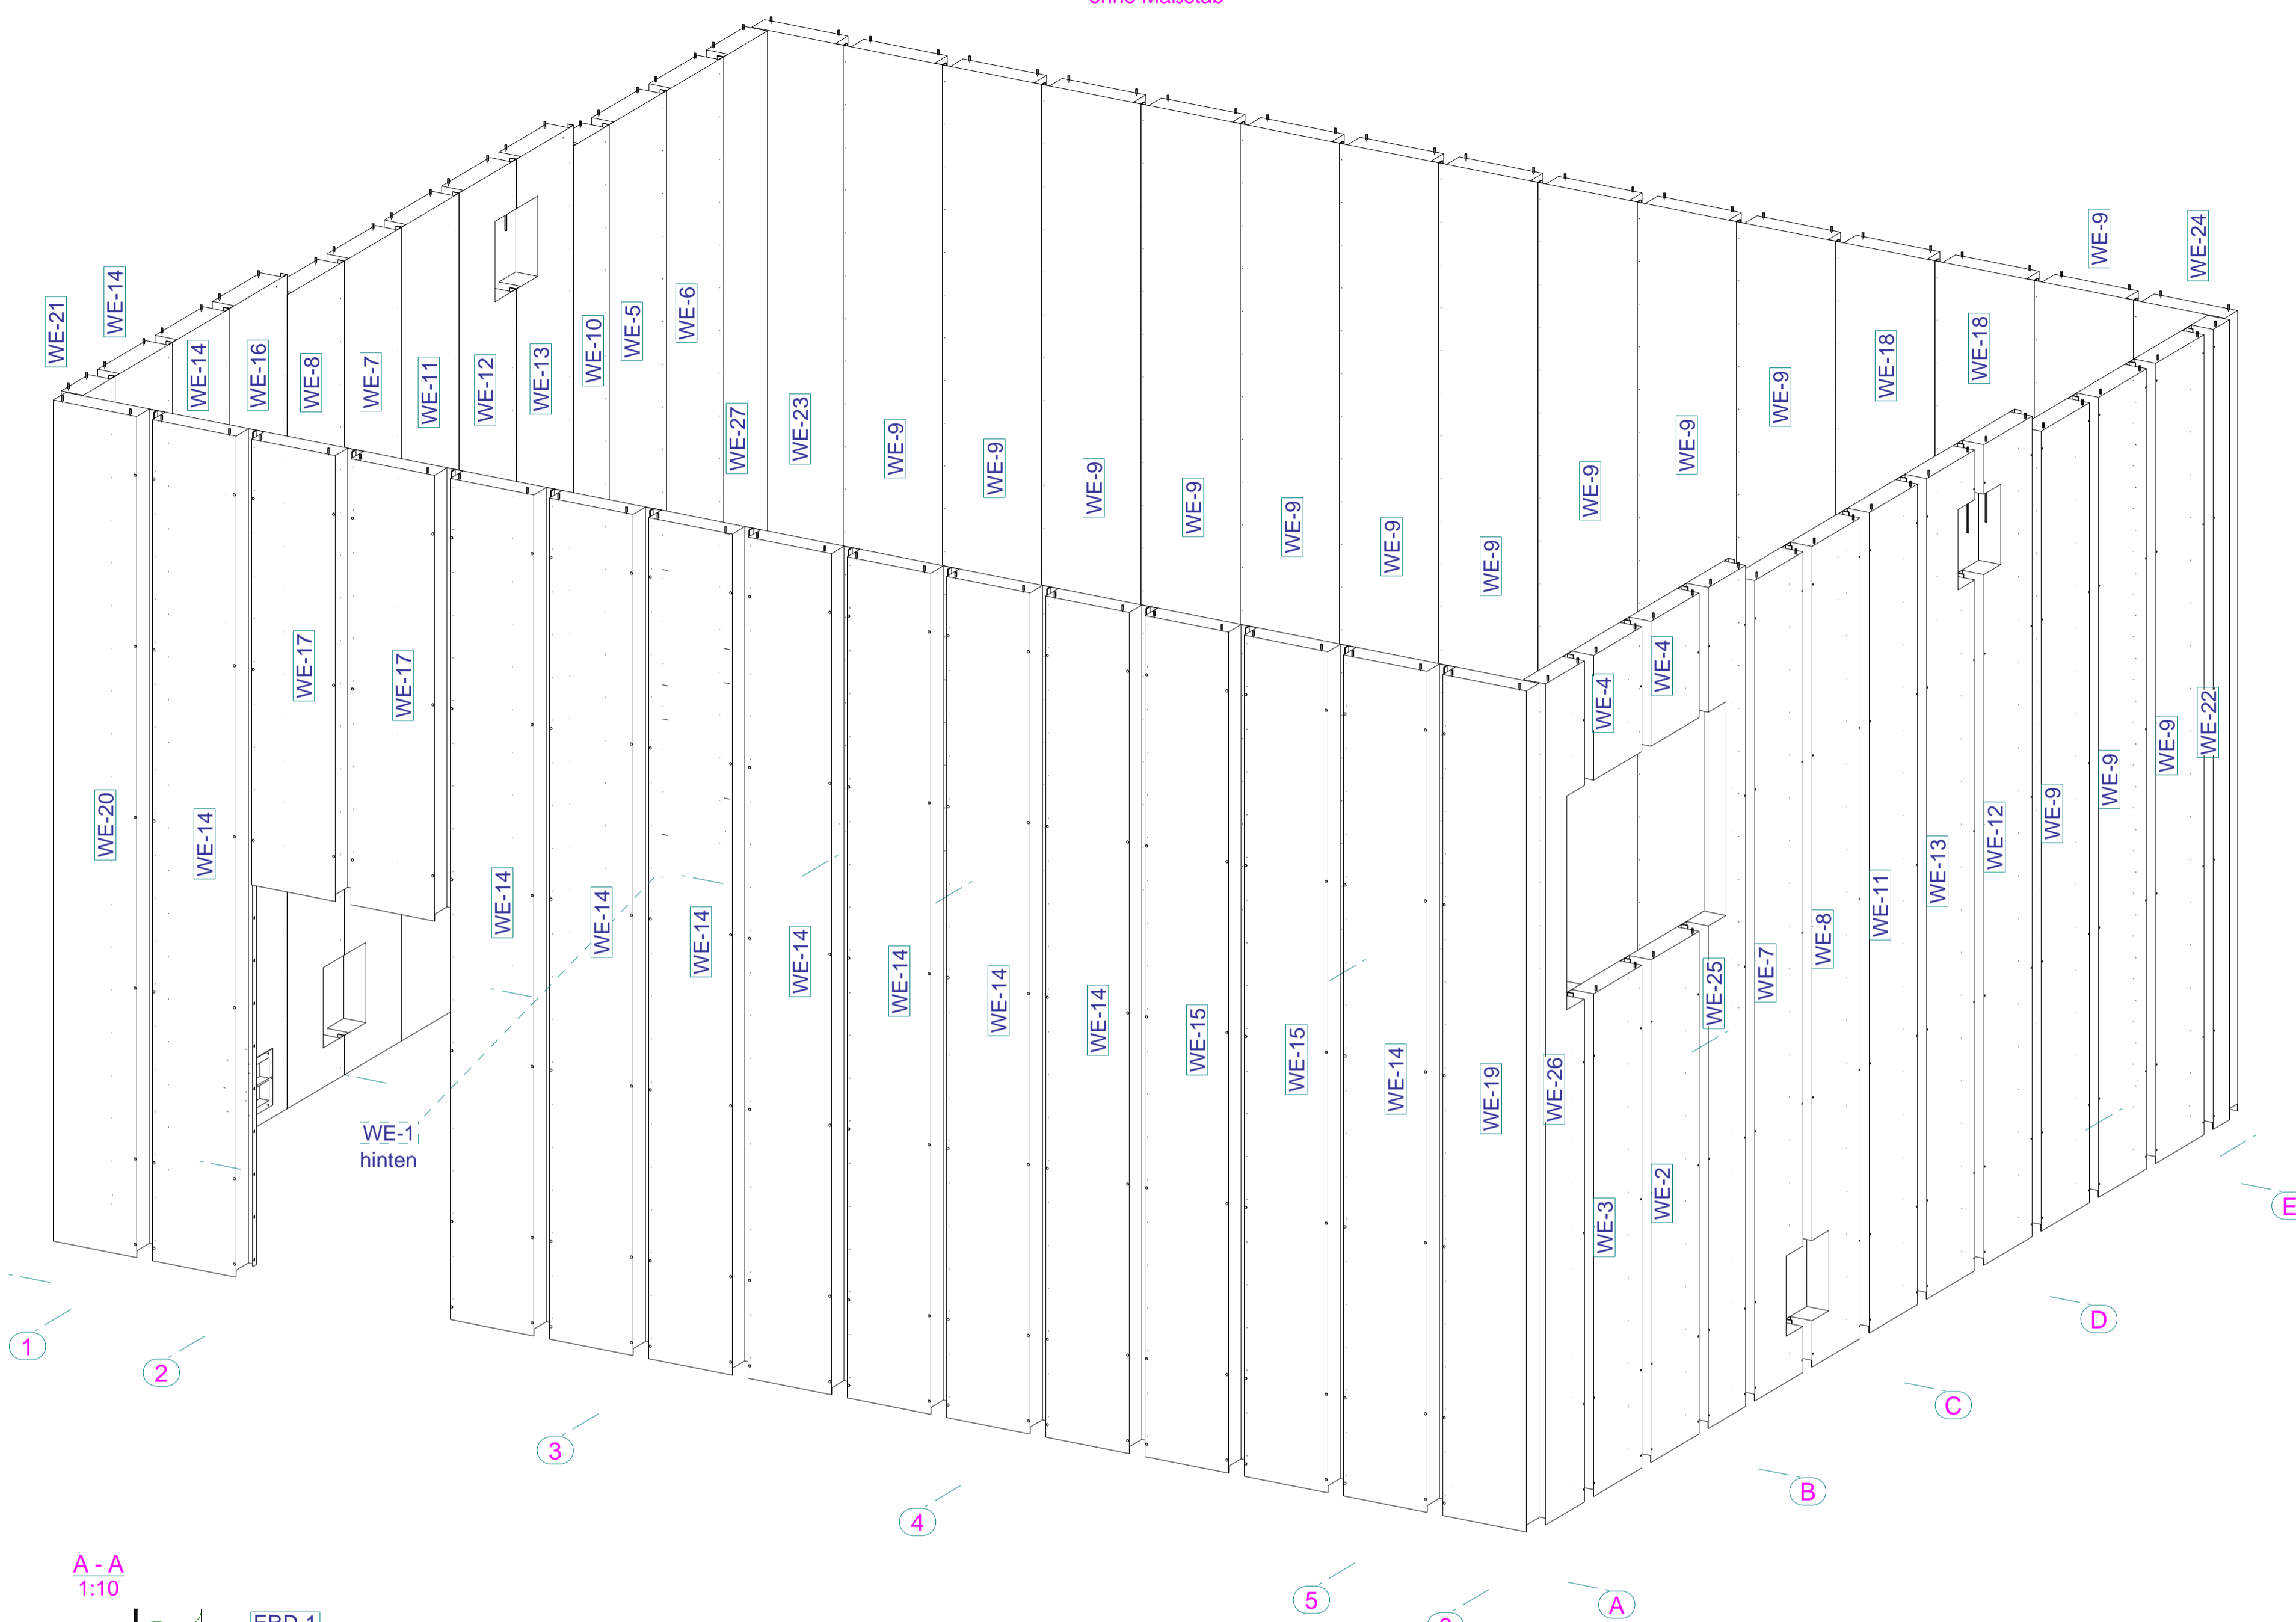 WE-21
WE-14
WE-14
WE-16
WE-8
WE-7
WE-11
WE-12
WE-13
WE-10
WE-5
WE-6
WE-27
WE-23
WE-9
WE-9
WE-9
WE-9
WE-9
WE-9
WE-9
WE-9
WE-9
WE-9
WE-18
WE-18
WE-9
WE-24
WE-20
WE-14
WE-17
WE-17
WE-14
WE-14
WE-14
WE-14
WE-14
WE-14
WE-14
WE-15
WE-15
WE-14
WE-19
WE-26
WE-4
WE-4
WE-3
WE-2
WE-25
WE-7
WE-8
WE-11
WE-13
WE-12
WE-9
WE-9
WE-9
WE-22
WE-1
hinten
1
2
3
4
5
A
B
C
D
E
A - A
1:10